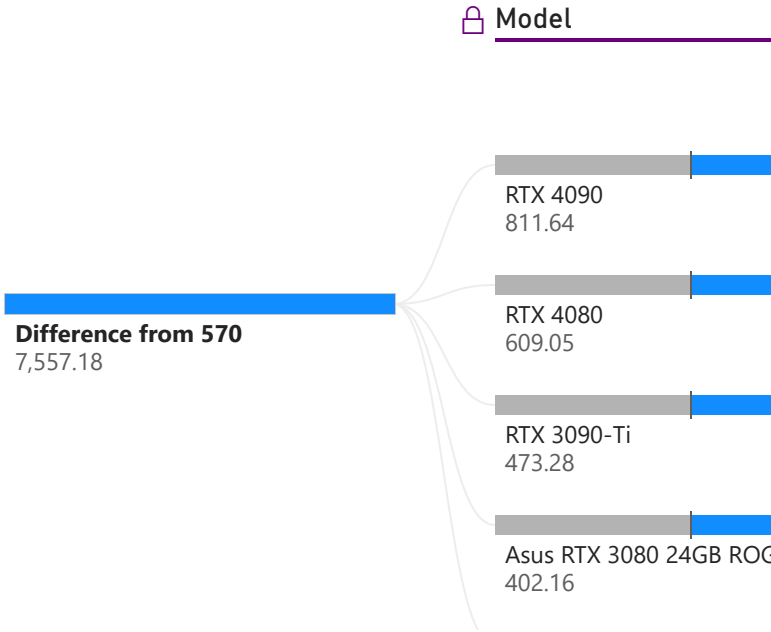 Model
RTX 4090
811.64
RTX 4080
609.05
Difference from 570
7,557.18
RTX 3090-Ti
473.28
Asus RTX 3080 24GB ROG
402.16